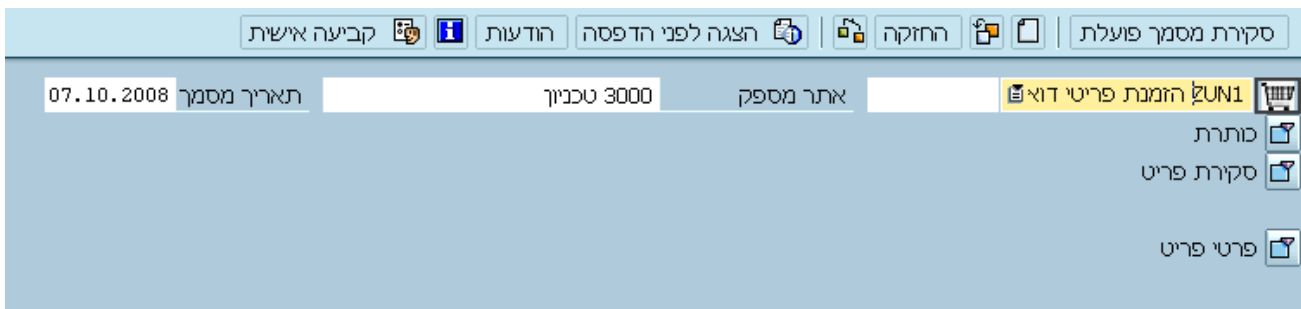 סקירת מסמך פועלת החזקה הצגה לפני הדפסה הודעות קביעה אישית
ZUN1 הזמנת פריטי דוא אתר מספק 3000 טכניון תאריך מסמך 07.10.2008
כותרת
סקירת פריט
פרטי פריט